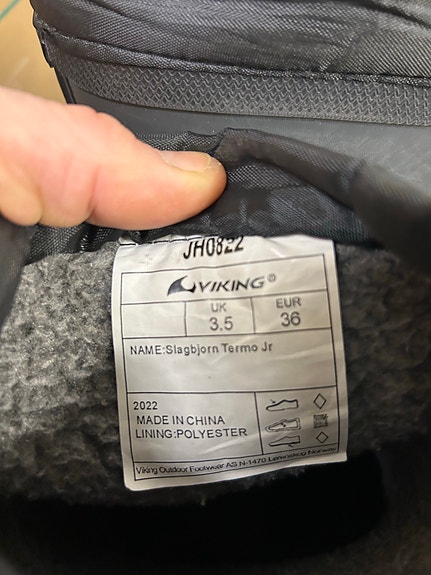 JH0822
VIKING®
UK EUR
3.5 36
NAME:Slagbjorn Termo Jr
2022
MADE IN CHINA
LINING:POLYESTER
Viking Outdoor Footwear AS N-1470 Lørenskog Norway